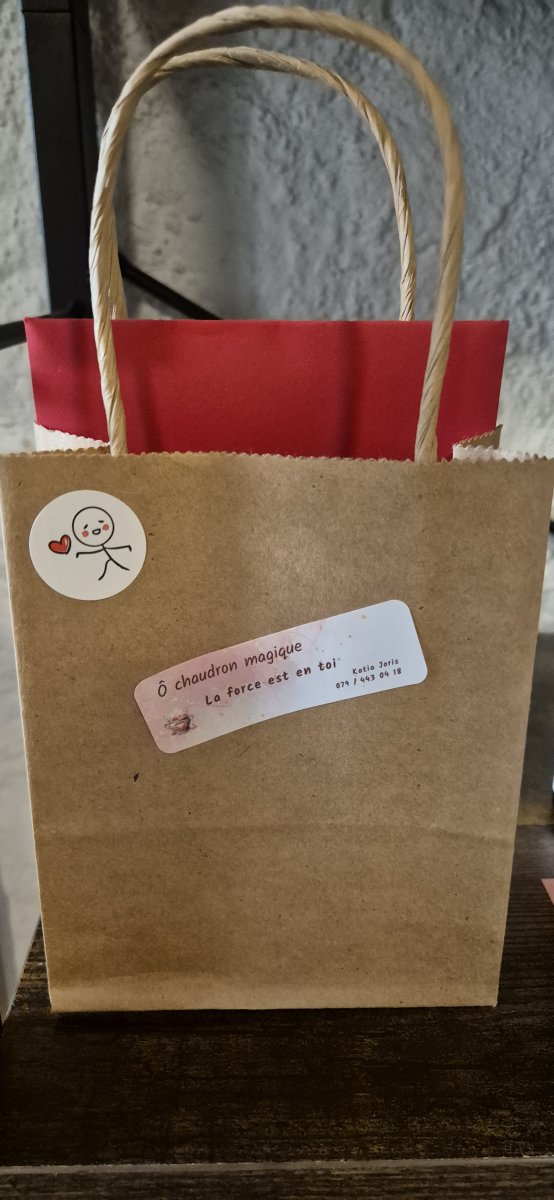 Ô chaudron magique
La force est en toi
Katia Joris
079 / 443 04 18